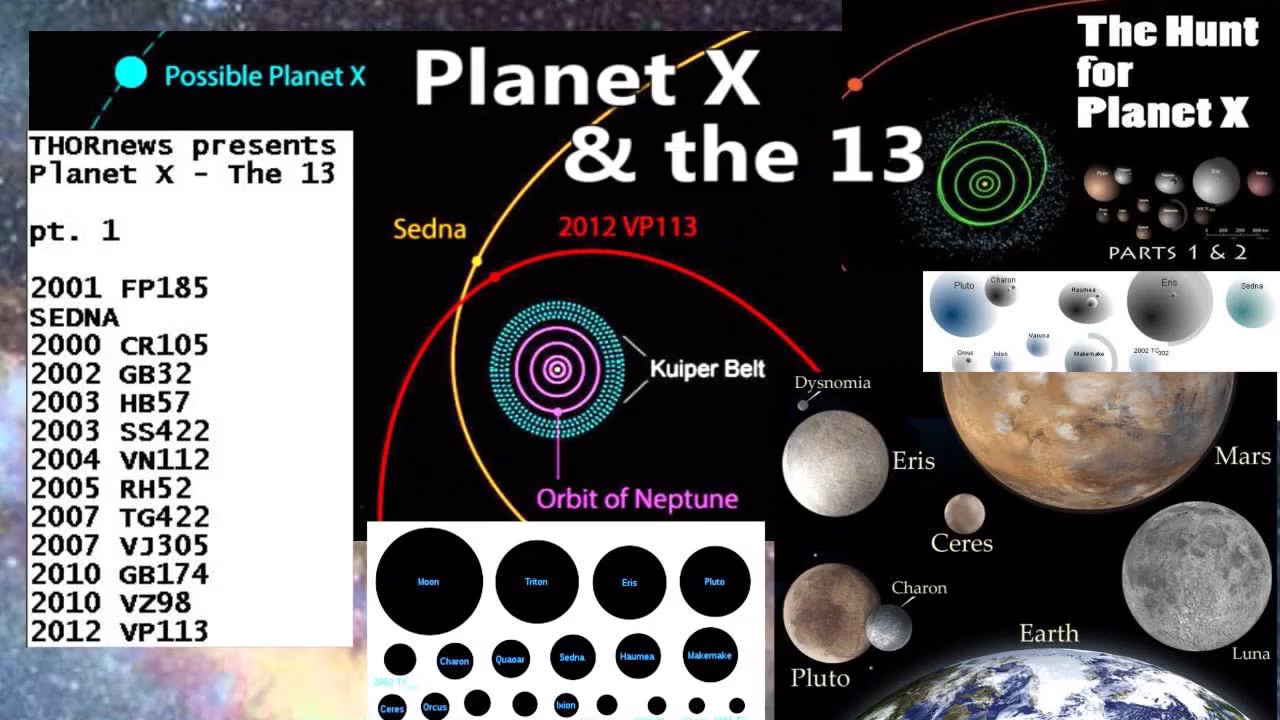 Possible Planet X
Planet X
& the 13
The Hunt
for
Planet X
PARTS 1 & 2
THORnews presents
Planet X - The 13
pt. 1
2001 FP185
SEDNA
2000 CR105
2002 GB32
2003 HB57
2003 SS422
2004 VN112
2005 RH52
2007 TG422
2007 VJ305
2010 GB174
2010 VZ98
2012 VP113
Sedna
2012 VP113
Kuiper Belt
Orbit of Neptune
Pluto
Eris
Sedna
Pluto
Charon
Haumea
Eris
Sedna
Orcus
Ixion
Varuna
Makemake
Dysnomia
Eris
Mars
Ceres
Charon
Pluto
Earth
Luna
Moon
Triton
Eris
Pluto
Charon
Quaoar
Sedna
Haumea
Makemake
Ceres
Orcus
Ixion